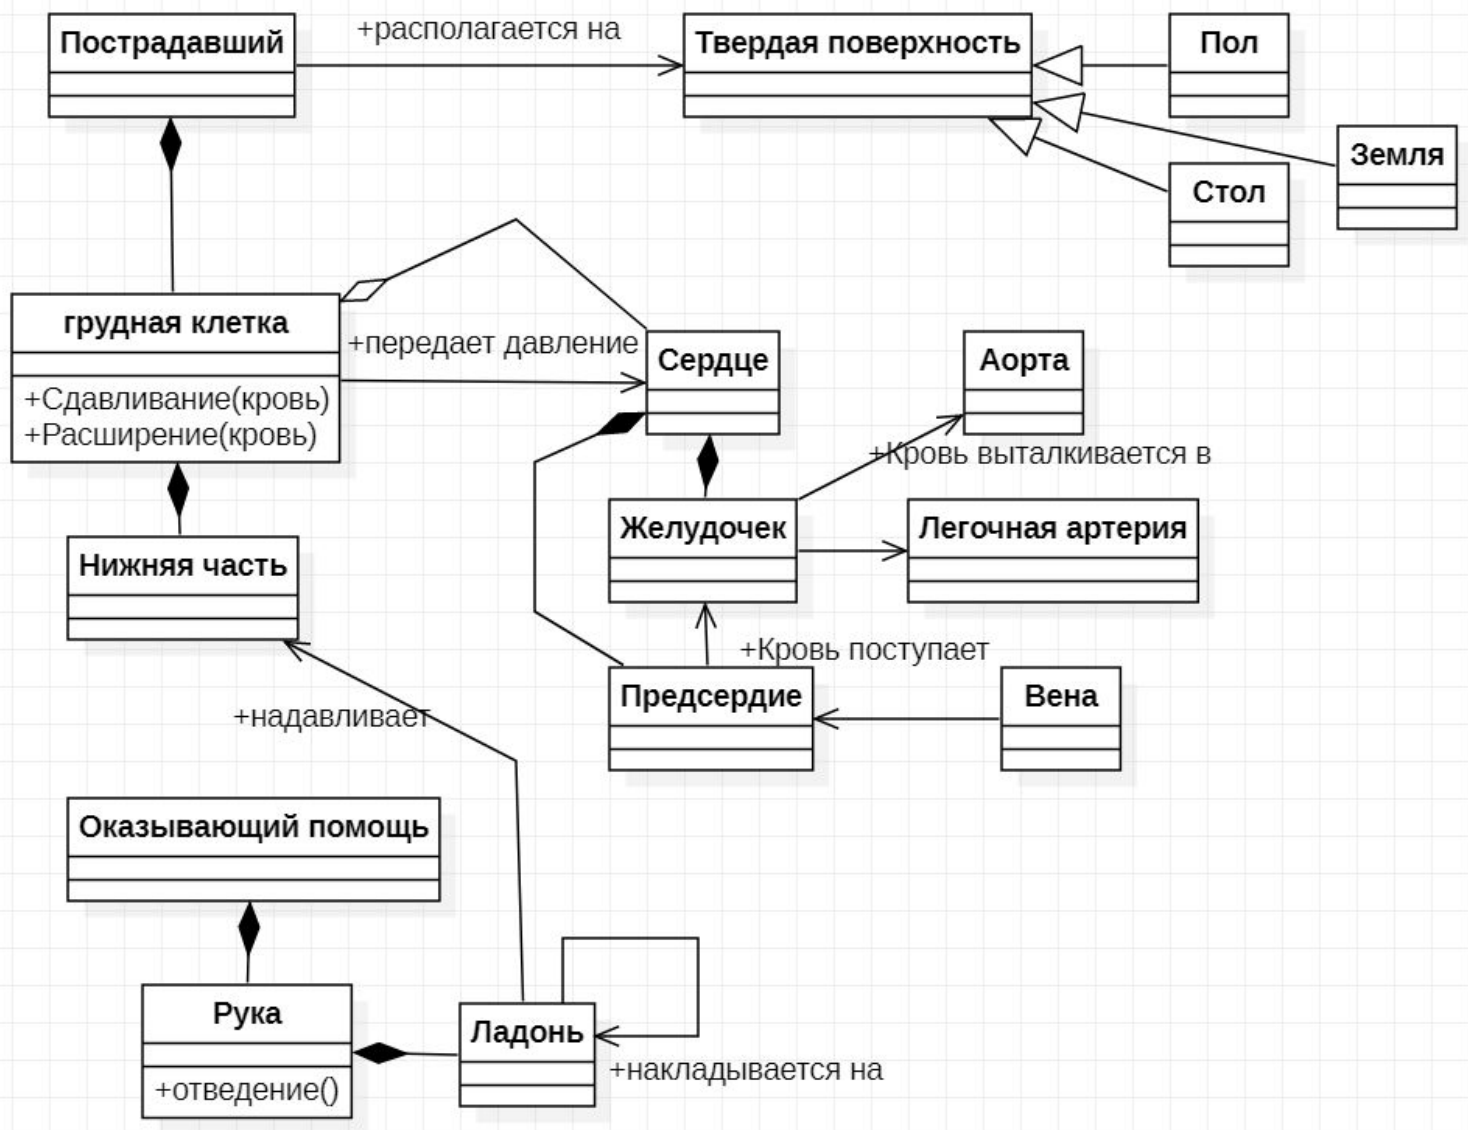 +располагается на
Пострадавший
Твердая поверхность
Пол
Земля
Стол
грудная клетка
+передает давление
Сердце
Аорта
+Сдавливание(кровь)
+Расширение(кровь)
+Кровь выталкивается в
Желудочек
Легочная артерия
Нижняя часть
+Кровь поступает
Предсердие
Вена
+надавливает
Оказывающий помощь
Рука
Ладонь
+накладывается на
+отведение()